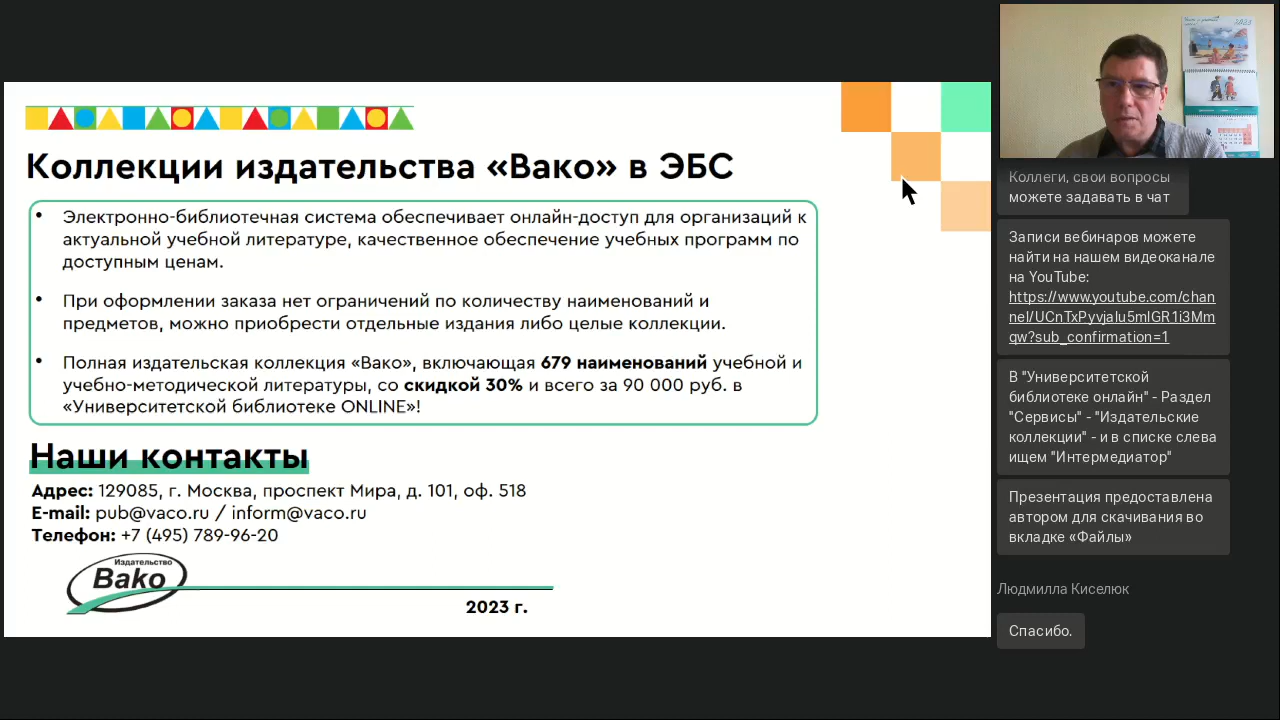 Коллекции издательства «Вако» в ЭБС
• Электронно-библиотечная система обеспечивает онлайн-доступ для организаций к
актуальной учебной литературе, качественное обеспечение учебных программ по
доступным ценам.
• При оформлении заказа нет ограничений по количеству наименований и
предметов, можно приобрести отдельные издания либо целые коллекции.
• Полная издательская коллекция «Вако», включающая 679 наименований учебной и
учебно-методической литературы, со скидкой 30% и всего за 90 000 руб. в
«Университетской библиотеке ONLINE»!
Наши контакты
Адрес: 129085, г. Москва, проспект Мира, д. 101, оф. 518
E-mail: pub@vaco.ru / inform@vaco.ru
Телефон: +7 (495) 789-96-20
Издательство
Вако
2023 г.
2023
Коллеги, свои вопросы
можете задавать в чат
Записи вебинаров можете
найти на нашем видеоканале
на YouTube:
https://www.youtube.com/chan
nel/UCnTxPyvjaIu5mlGR1i3Mm
qw?sub_confirmation=1
В "Университетской
библиотеке онлайн" - Раздел
"Сервисы" - "Издательские
коллекции" - и в списке слева
ищем "Интермедиатор"
Презентация предоставлена
автором для скачивания во
вкладке «Файлы»
Людмилла Киселюк
Спасибо.